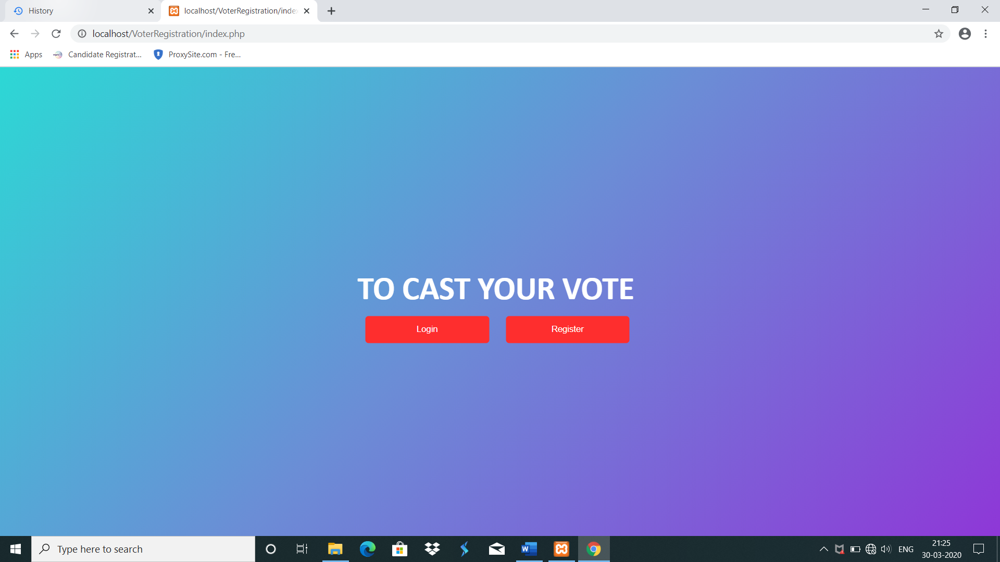 History
localhost/VoterRegistration/inde
localhost/VoterRegistration/index.php
Apps
Candidate Registrat...
ProxySite.com - Fre...
TO CAST YOUR VOTE
Login
Register
Type here to search
ENG
21:25
30-03-2020